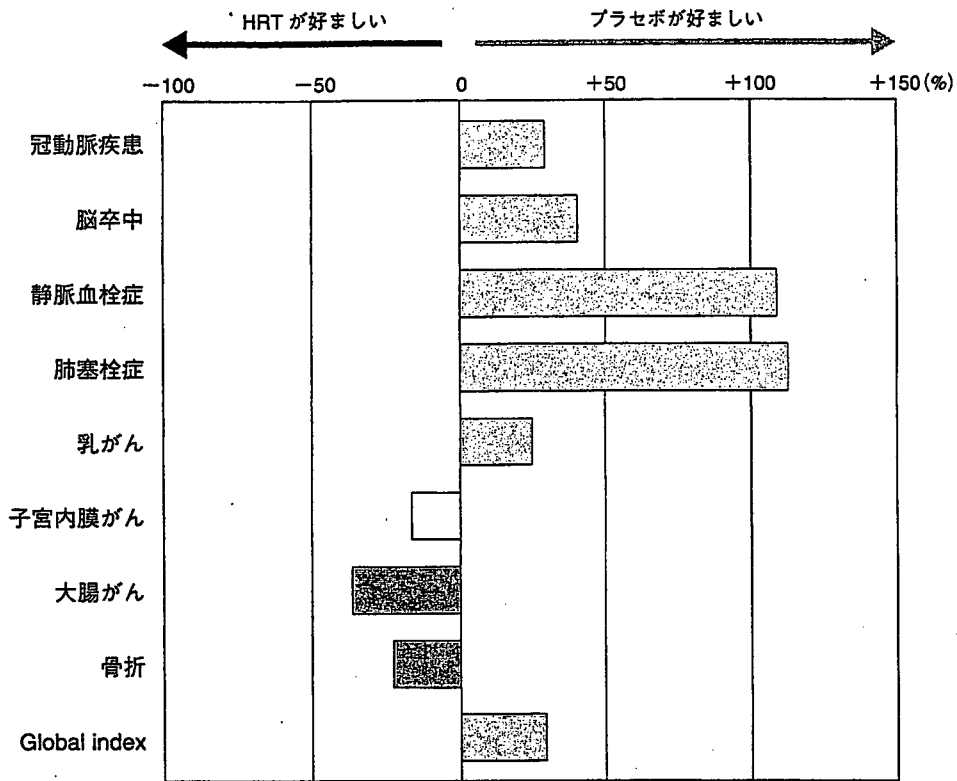 HRT が好ましい
プラセボが好ましい
−100 −50 0 +50 +100 +150(%)
冠動脈疾患
脳卒中
静脈血栓症
肺塞栓症
乳がん
子宮内膜がん
大腸がん
骨折
Global index